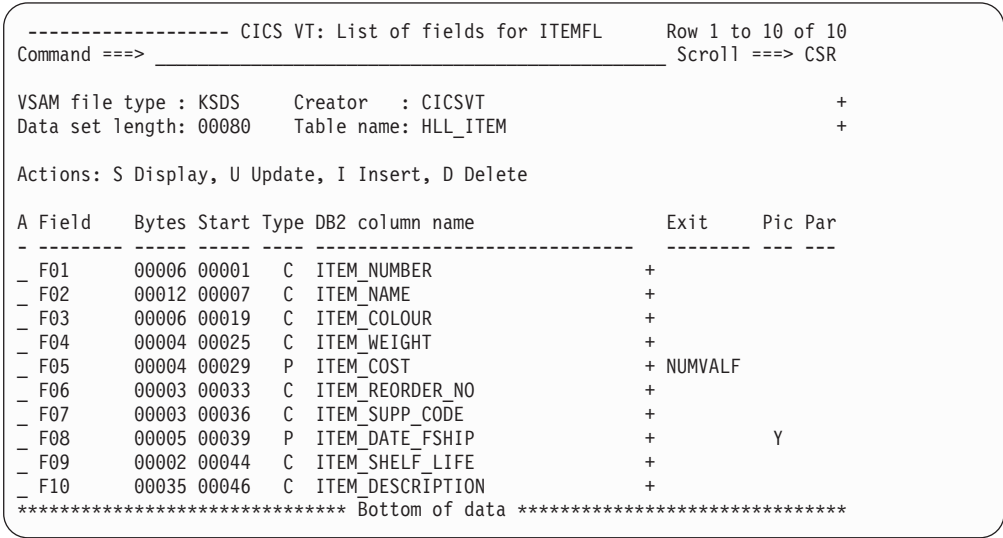 ------------------- CICS VT: List of fields for ITEMFL      Row 1 to 10 of 10
Command ===> ________________________________________________ Scroll ===> CSR
VSAM file type : KSDS    Creator   : CICSVT                                  +
Data set length: 00080   Table name: HLL_ITEM                                +
Actions: S Display, U Update, I Insert, D Delete
A Field    Bytes Start Type DB2 column name                  Exit     Pic Par
- -------- ----- ----- ---- ------------------------------   -------- --- ---
_ F01      00006 00001   C  ITEM_NUMBER                    +
_ F02      00012 00007   C  ITEM_NAME                      +
_ F03      00006 00019   C  ITEM_COLOUR                    +
_ F04      00004 00025   C  ITEM_WEIGHT                    +
_ F05      00004 00029   P  ITEM_COST                      + NUMVALF
_ F06      00003 00033   C  ITEM_REORDER_NO                +
_ F07      00003 00036   C  ITEM_SUPP_CODE                 +
_ F08      00005 00039   P  ITEM_DATE_FSHIP                +           Y
_ F09      00002 00044   C  ITEM_SHELF_LIFE                +
_ F10      00035 00046   C  ITEM_DESCRIPTION               +
******************************* Bottom of data *******************************